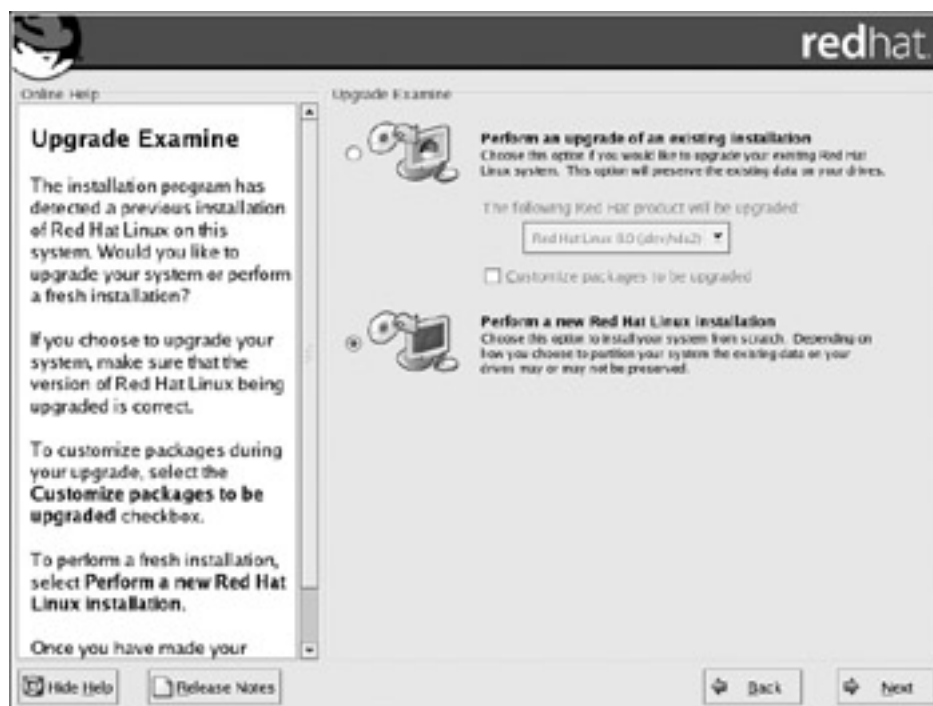 redhat.
Online Help
Upgrade Examine
The installation program has
detected a previous installation
of Red Hat Linux on this
system. Would you like to
upgrade your system or perform
a fresh installation?
If you choose to upgrade your
system, make sure that the
version of Red Hat Linux being
upgraded is correct.
To customize packages during
your upgrade, select the
Customize packages to be
upgraded checkbox.
To perform a fresh installation,
select Perform a new Red Hat
Linux installation.
Once you have made your
Upgrade Examine
Perform an upgrade of an existing installation
Choose this option if you would like to upgrade your existing Red Hat
Linux system. This option will preserve the existing data on your drives.
The following Red Hat product will be upgraded:
Red Hat Linux 8.0 (/dev/hda2)
Customize packages to be upgraded
Perform a new Red Hat Linux installation
Choose this option to install your system from scratch. Depending on
how you choose to partition your system the existing data on your
drives may or may not be preserved.
Hide Help
Release Notes
Back
Next